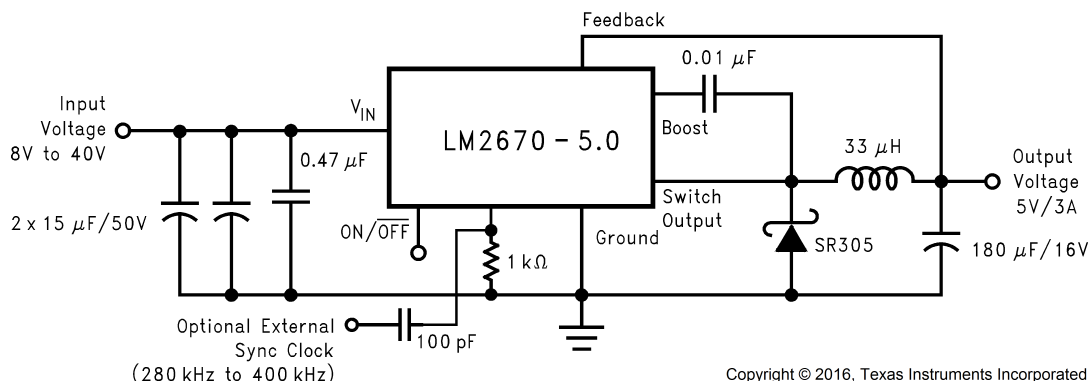 Feedback
0.01 μF
Input
Voltage
8V to 40V
V_IN
LM2670 - 5.0
Boost
0.47 μF
33 μH
Output
Voltage
5V/3A
Switch
Output
2 x 15 μF/50V
ON/O̅F̅F̅
Ground
1 kΩ
SR305
180 μF/16V
Optional External
Sync Clock
(280 kHz to 400 kHz)
100 pF
Copyright © 2016, Texas Instruments Incorporated